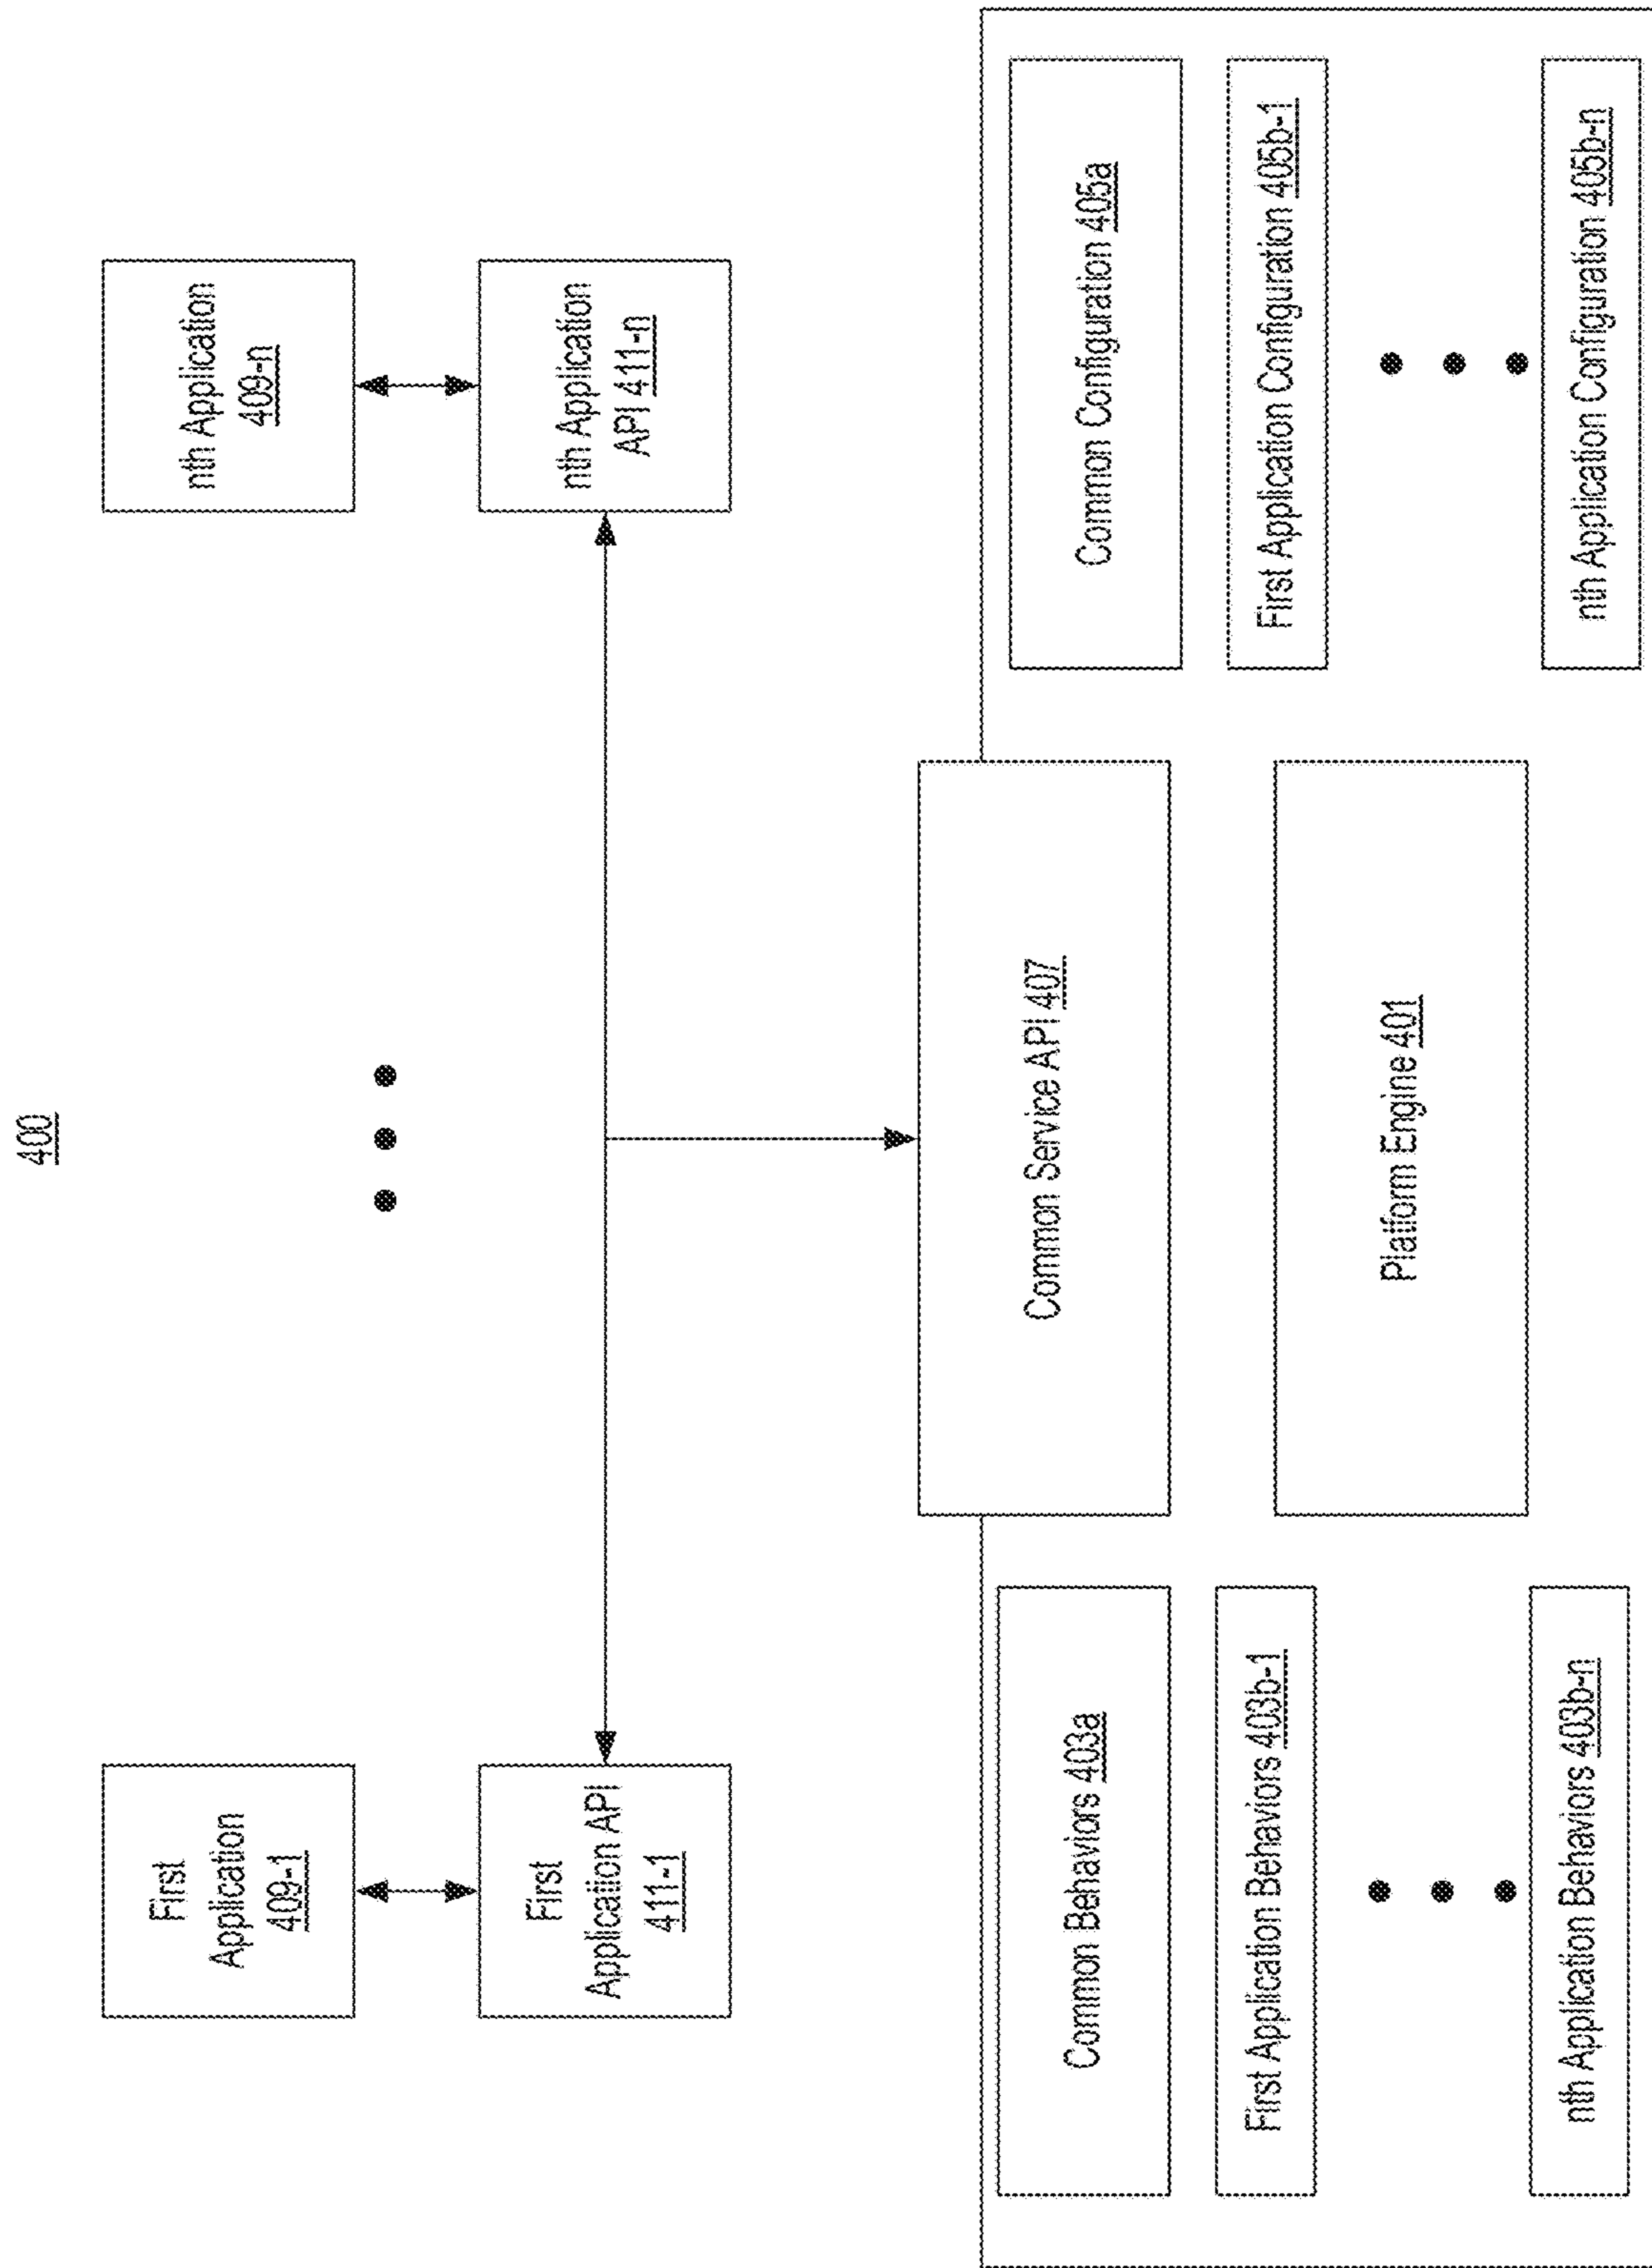 400
First
Application
409-1
nth Application
409-n
First
Application API
411-1
nth Application
API 411-n
Common Service API 407
Common Behaviors 403a
First Application Behaviors 403b-1
nth Application Behaviors 403b-n
Platform Engine 401
Common Configuration 405a
First Application Configuration 405b-1
nth Application Configuration 405b-n